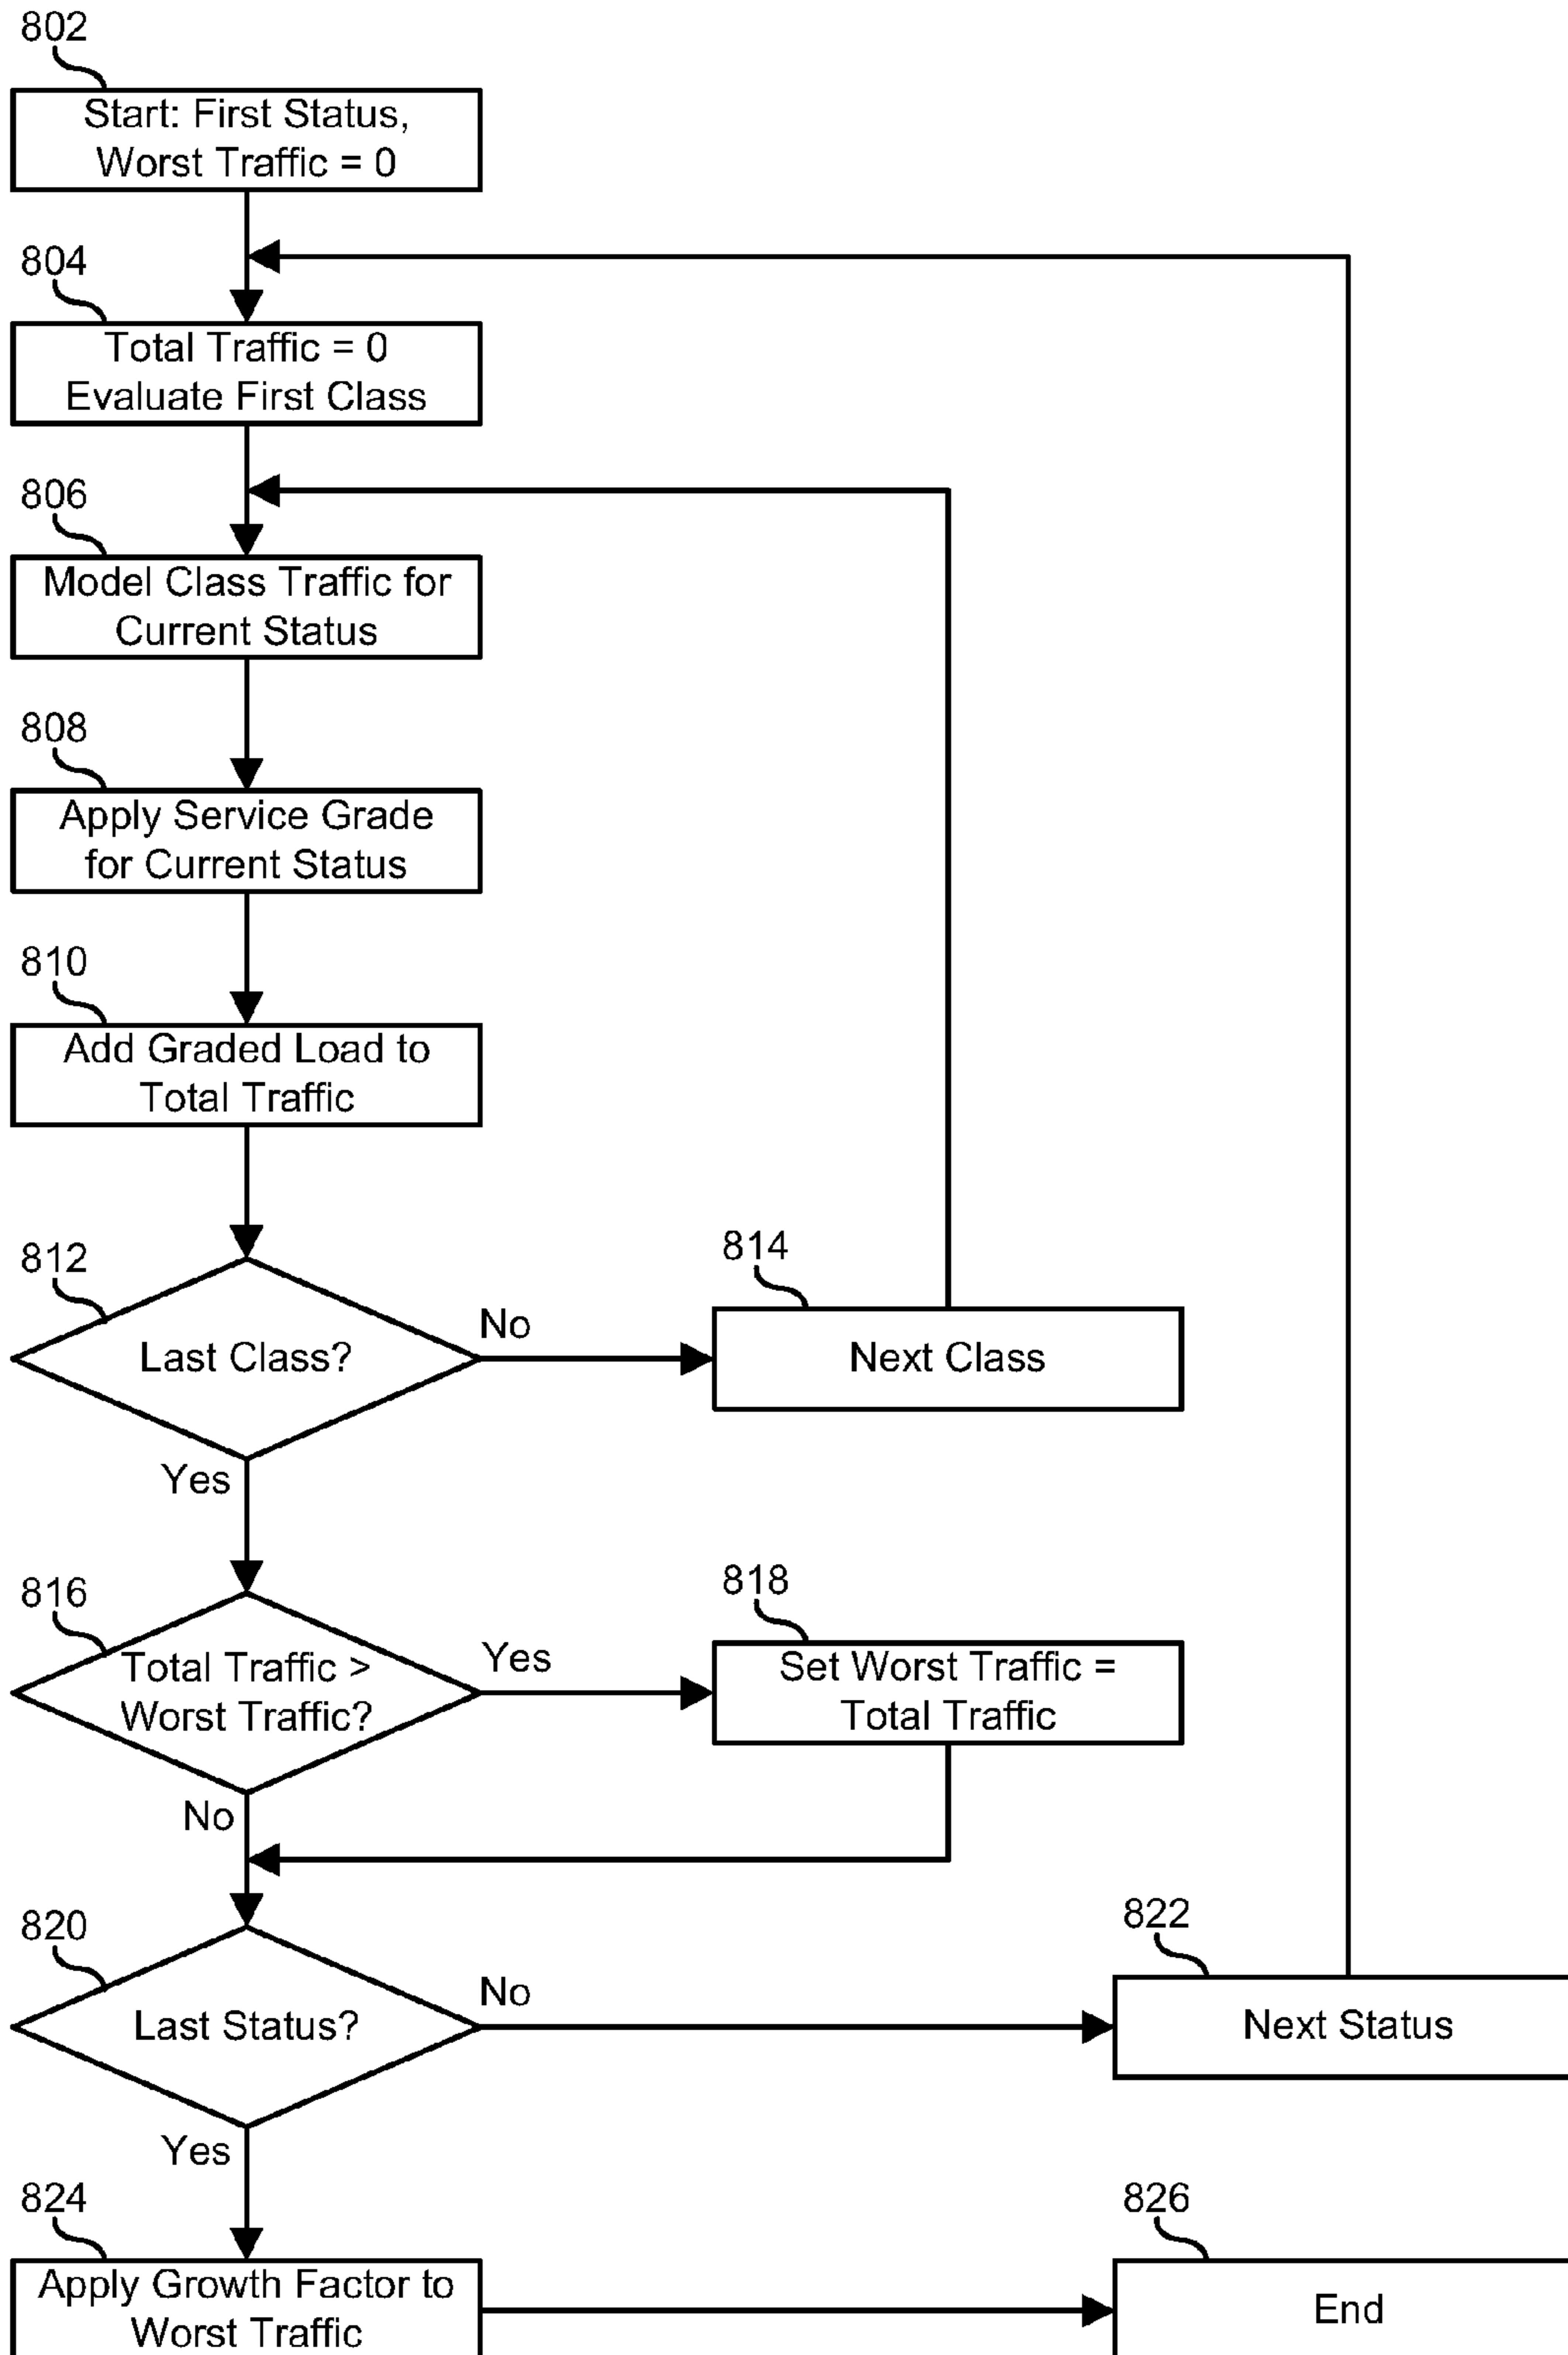 802
Start: First Status,
Worst Traffic = 0
804
Total Traffic = 0
Evaluate First Class
806
Model Class Traffic for
Current Status
808
Apply Service Grade
for Current Status
810
Add Graded Load to
Total Traffic
812
Last Class?
No
814
Next Class
Yes
816
Total Traffic >
Worst Traffic?
Yes
818
Set Worst Traffic =
Total Traffic
No
820
Last Status?
No
822
Next Status
Yes
824
Apply Growth Factor to
Worst Traffic
826
End